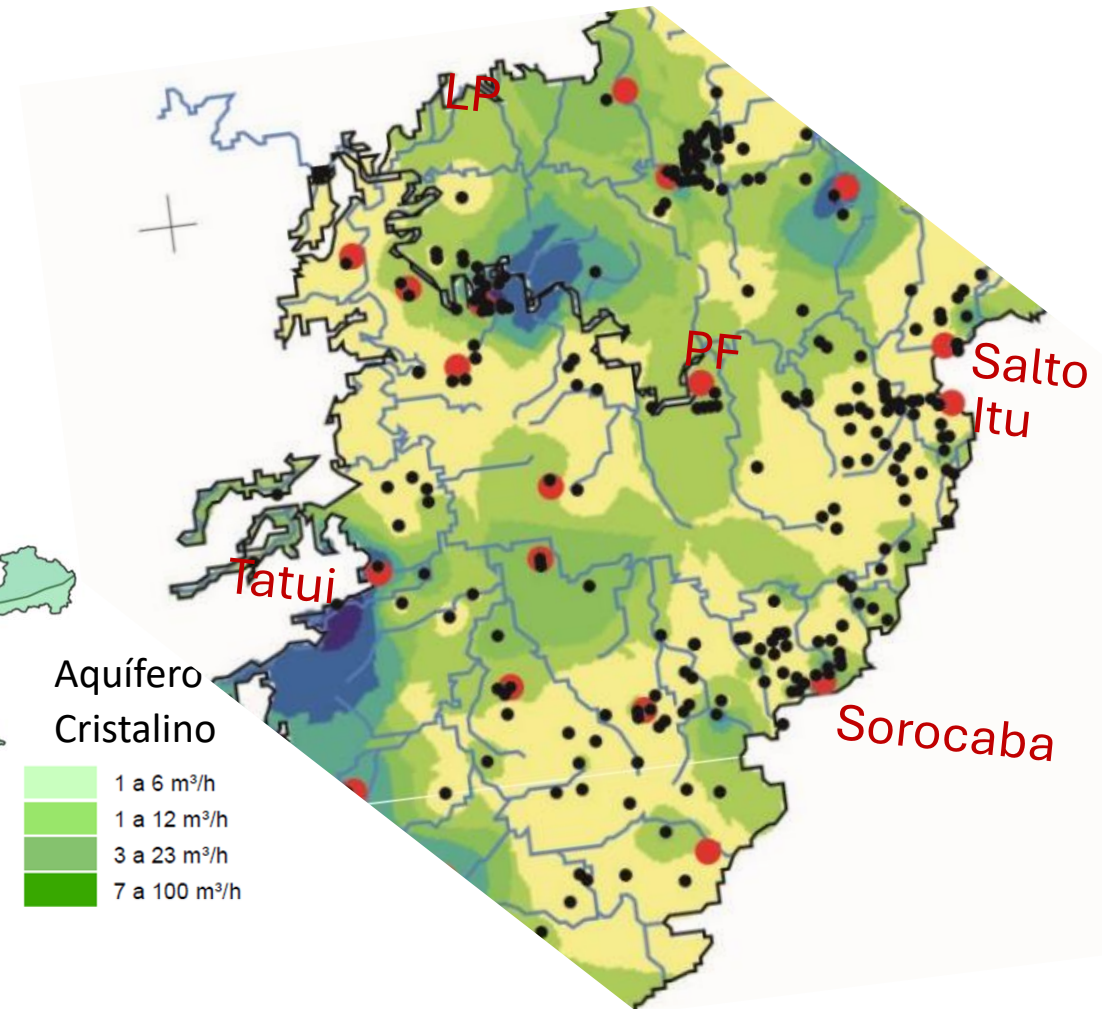 LP
PF
Salto
Itu
Tatui
Aquífero
Cristalino
Sorocaba
1 a 6 m³/h
1 a 12 m³/h
3 a 23 m³/h
7 a 100 m³/h